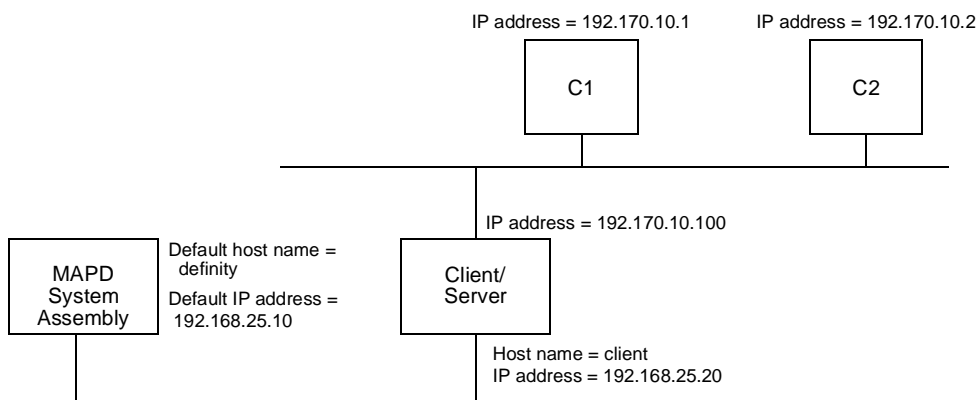 IP address = 192.170.10.1
IP address = 192.170.10.2
C1
C2
IP address = 192.170.10.100
MAPD
System
Assembly
Default host name =
definity
Default IP address =
192.168.25.10
Client/
Server
Host name = client
IP address = 192.168.25.20